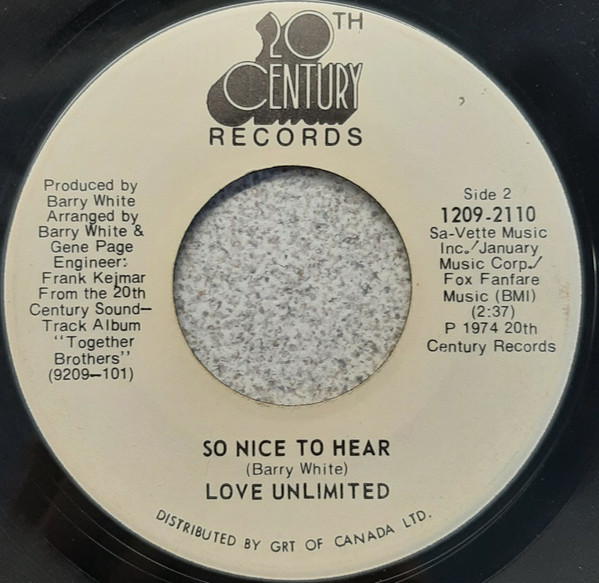 20TH
CENTURY
RECORDS
Produced by
Barry White
Arranged by
Barry White &
Gene Page
Engineer:
Frank Kejmar
From the 20th
Century Sound-
Track Album
"Together
Brothers"
(9209-101)
Side 2
1209-2110
Sa-Vette Music
Inc./January
Music Corp./
Fox Fanfare
Music (BMI)
(2:37)
P 1974 20th
Century Records
SO NICE TO HEAR
(Barry White)
LOVE UNLIMITED
DISTRIBUTED BY GRT OF CANADA LTD.